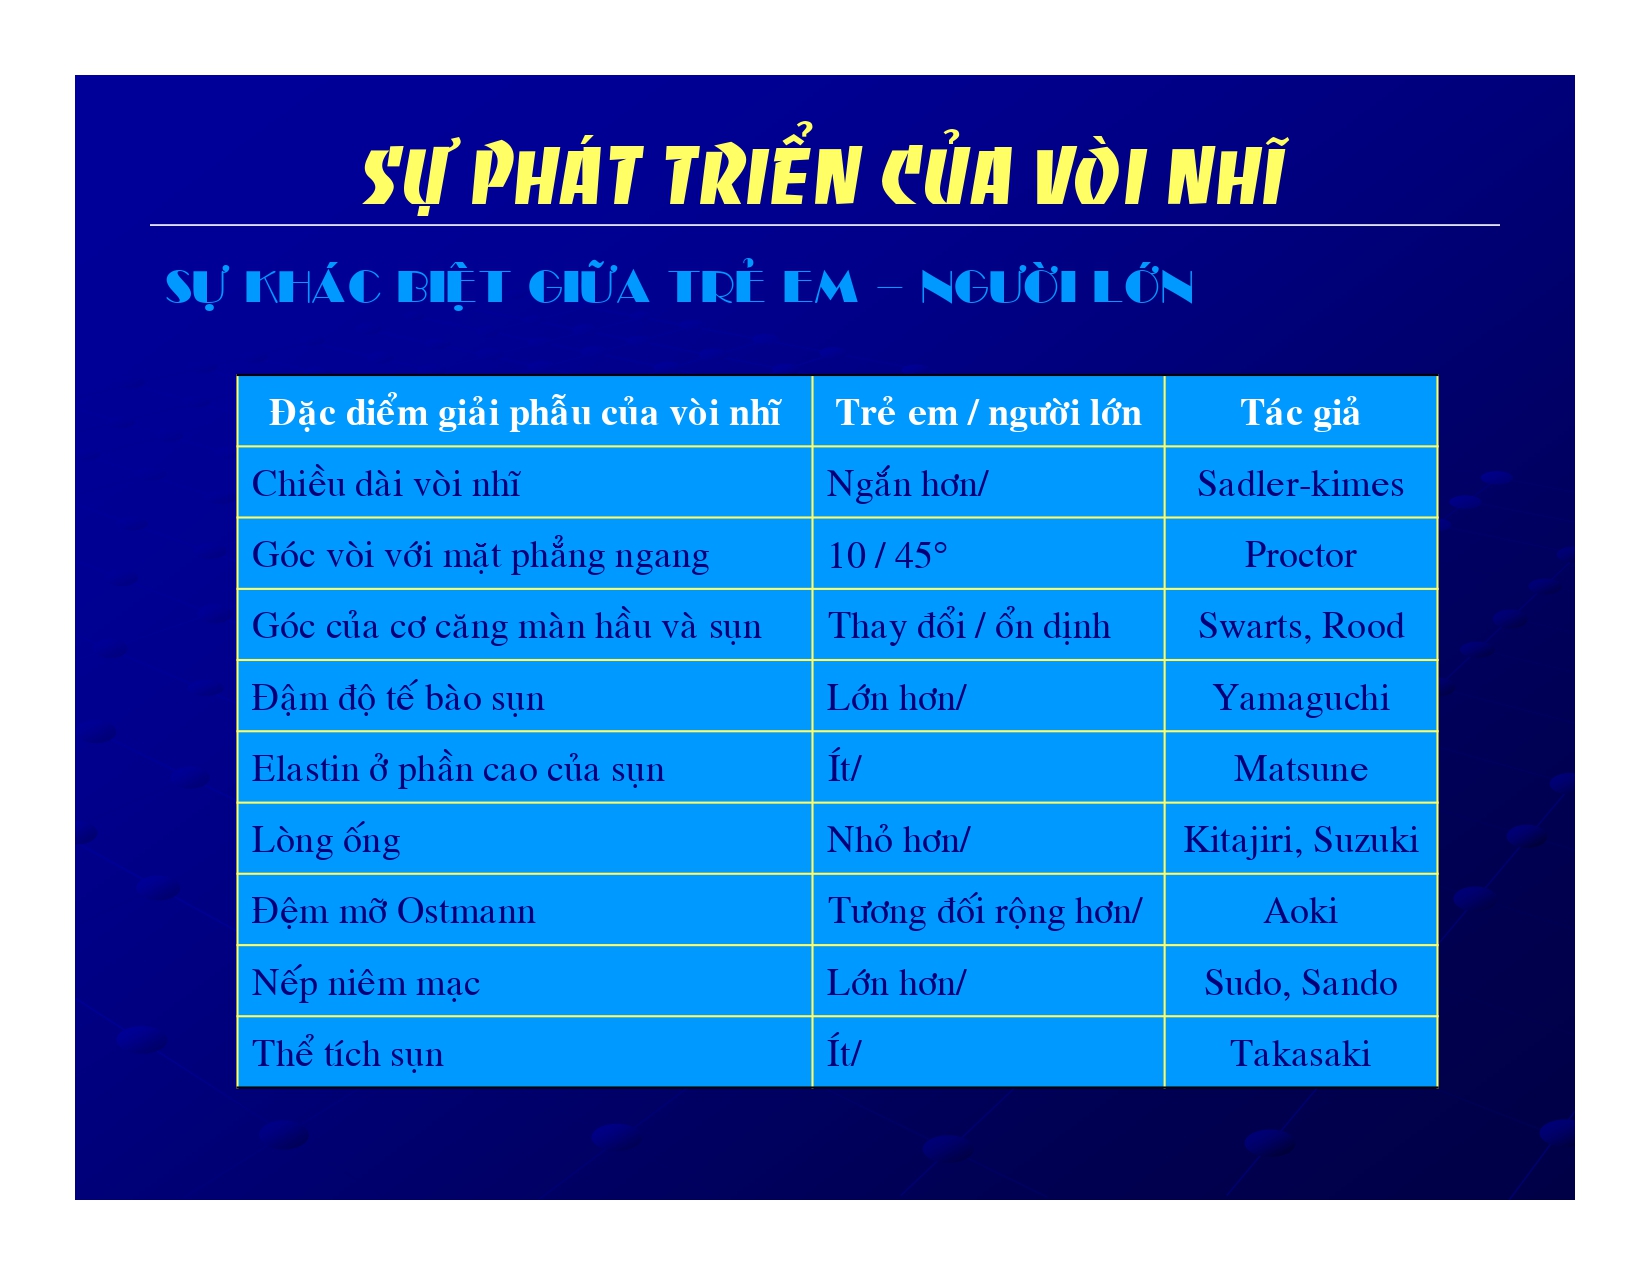 SỰ PHÁT TRIỂN CỦA VÒI NHĨ
SỰ KHÁC BIỆT GIỮA TRẺ EM – NGƯỜI LỚN
Đặc diểm giải phẫu của vòi nhĩ Trẻ em / người lớn Tác giả
Chiều dài vòi nhĩ Ngắn hơn/ Sadler-kimes
Góc vòi với mặt phẳng ngang 10 / 45° Proctor
Góc của cơ căng màn hầu và sụn Thay đổi / ổn dịnh Swarts, Rood
Đậm độ tế bào sụn Lớn hơn/ Yamaguchi
Elastin ở phần cao của sụn Ít/ Matsune
Lòng ống Nhỏ hơn/ Kitajiri, Suzuki
Đệm mỡ Ostmann Tương đối rộng hơn/ Aoki
Nếp niêm mạc Lớn hơn/ Sudo, Sando
Thể tích sụn Ít/ Takasaki